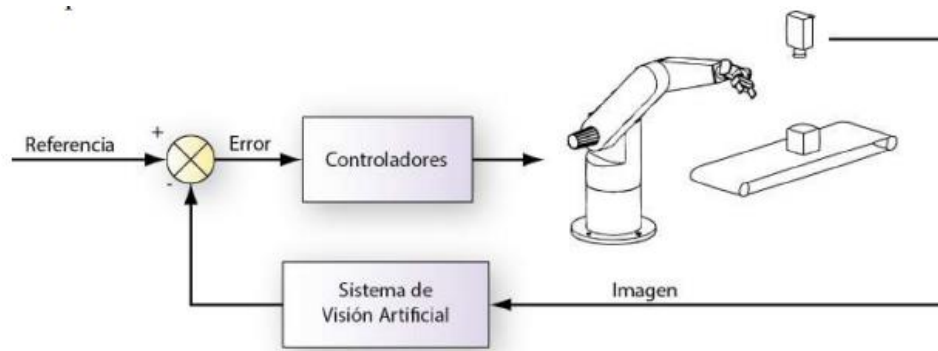 Referencia
+
-
Error
Controladores
Sistema de
Visión Artificial
Imagen